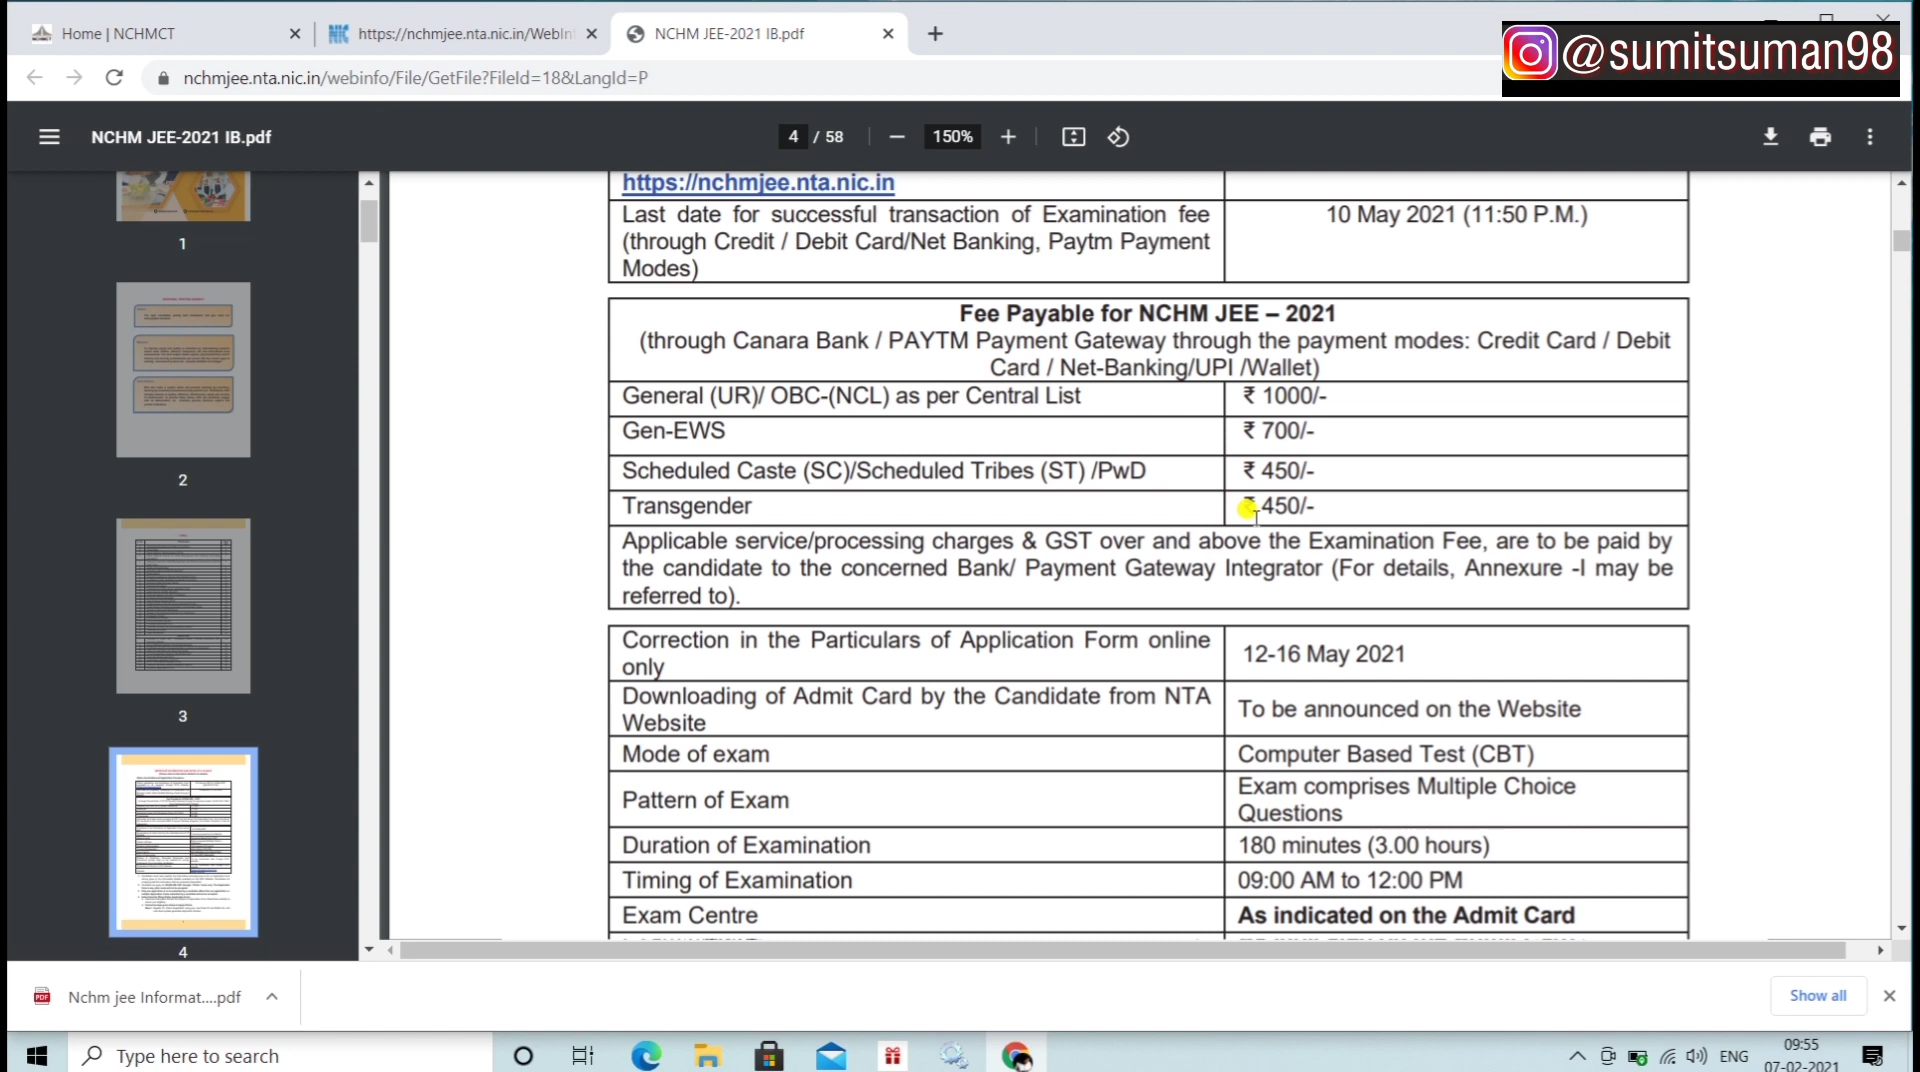 Home | NCHMCT
https://nchmjee.nta.nic.in/WebIn
NCHM JEE-2021 IB.pdf
@sumitsuman98
nchmjee.nta.nic.in/webinfo/File/GetFile?FileId=18&LangId=P
NCHM JEE-2021 IB.pdf
4 / 58
150%
1
2
3
4
https://nchmjee.nta.nic.in
Last date for successful transaction of Examination fee
(through Credit / Debit Card/Net Banking, Paytm Payment
Modes)
10 May 2021 (11:50 P.M.)
Fee Payable for NCHM JEE – 2021
(through Canara Bank / PAYTM Payment Gateway through the payment modes: Credit Card / Debit
Card / Net-Banking/UPI /Wallet)
General (UR)/ OBC-(NCL) as per Central List
₹ 1000/-
Gen-EWS
₹ 700/-
Scheduled Caste (SC)/Scheduled Tribes (ST) /PwD
₹ 450/-
Transgender
₹ 450/-
Applicable service/processing charges & GST over and above the Examination Fee, are to be paid by
the candidate to the concerned Bank/ Payment Gateway Integrator (For details, Annexure -I may be
referred to).
Correction in the Particulars of Application Form online
only
12-16 May 2021
Downloading of Admit Card by the Candidate from NTA
Website
To be announced on the Website
Mode of exam
Computer Based Test (CBT)
Pattern of Exam
Exam comprises Multiple Choice
Questions
Duration of Examination
180 minutes (3.00 hours)
Timing of Examination
09:00 AM to 12:00 PM
Exam Centre
As indicated on the Admit Card
Nchm jee Informat....pdf
Show all
Type here to search
ENG
09:55
07-02-2021